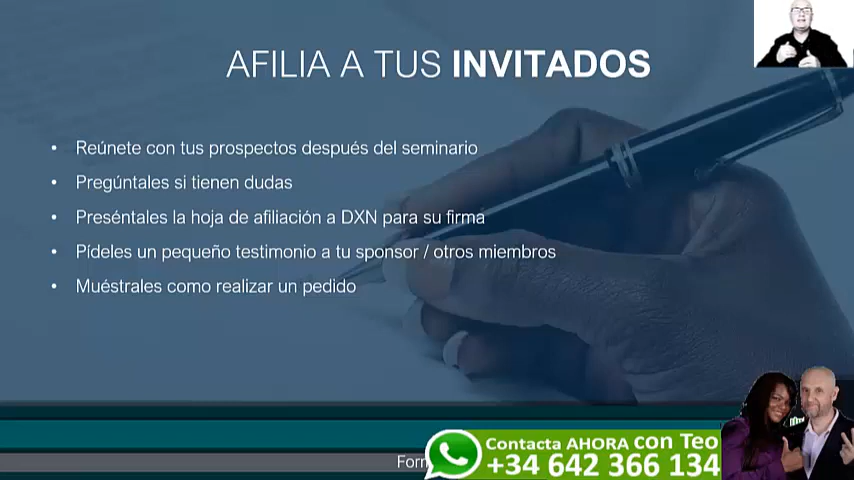 AFILIA A TUS INVITADOS
• Reúnete con tus prospectos después del seminario
• Pregúntales si tienen dudas
• Preséntales la hoja de afiliación a DXN para su firma
• Pídeles un pequeño testimonio a tu sponsor / otros miembros
• Muéstrales como realizar un pedido
Contacta AHORA con Teo
+34 642 366 134